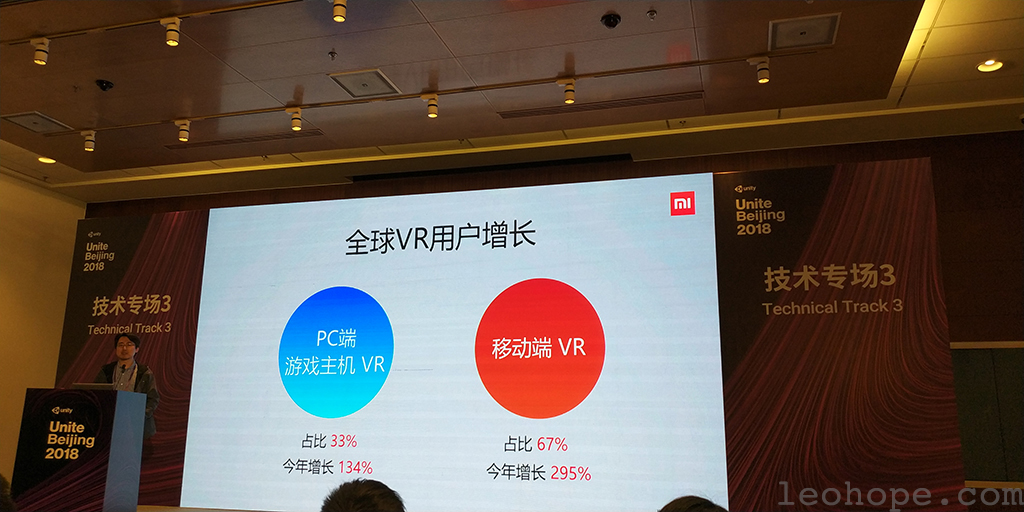 unity
Unite
Beijing
2018
技术专场3
Technical Track 3
unity
Unite
Beijing
2018
mi
全球VR用户增长
PC端
游戏主机 VR
占比 33%
今年增长 134%
移动端 VR
占比 67%
今年增长 295%
unity
Unite
Beijing
2018
技术专场3
Technical Track 3
leohope.com